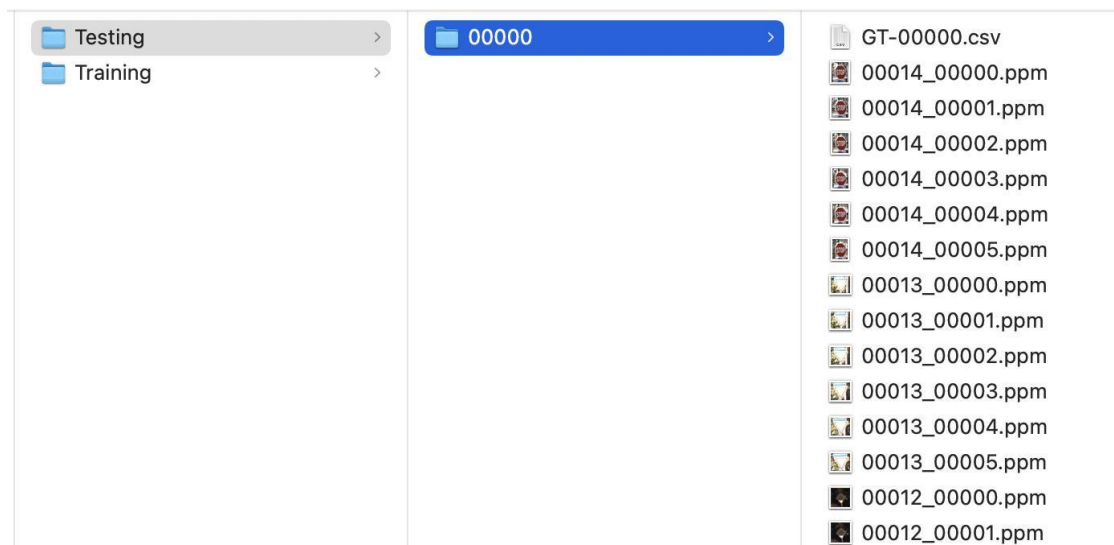 Testing
Training
00000
GT-00000.csv
00014_00000.ppm
00014_00001.ppm
00014_00002.ppm
00014_00003.ppm
00014_00004.ppm
00014_00005.ppm
00013_00000.ppm
00013_00001.ppm
00013_00002.ppm
00013_00003.ppm
00013_00004.ppm
00013_00005.ppm
00012_00000.ppm
00012_00001.ppm